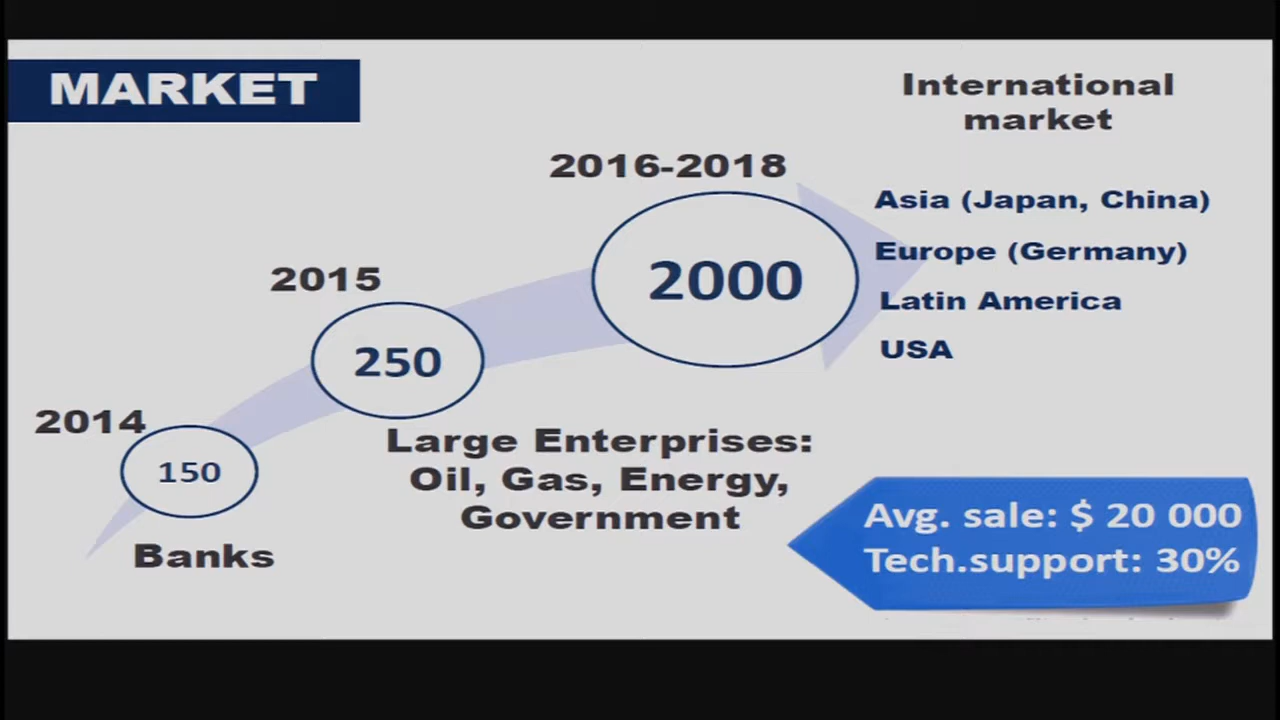 MARKET
International
market
2016-2018
2000
Asia (Japan, China)
Europe (Germany)
Latin America
USA
2015
250
Large Enterprises:
Oil, Gas, Energy,
Government
2014
150
Banks
Avg. sale: $ 20 000
Tech.support: 30%